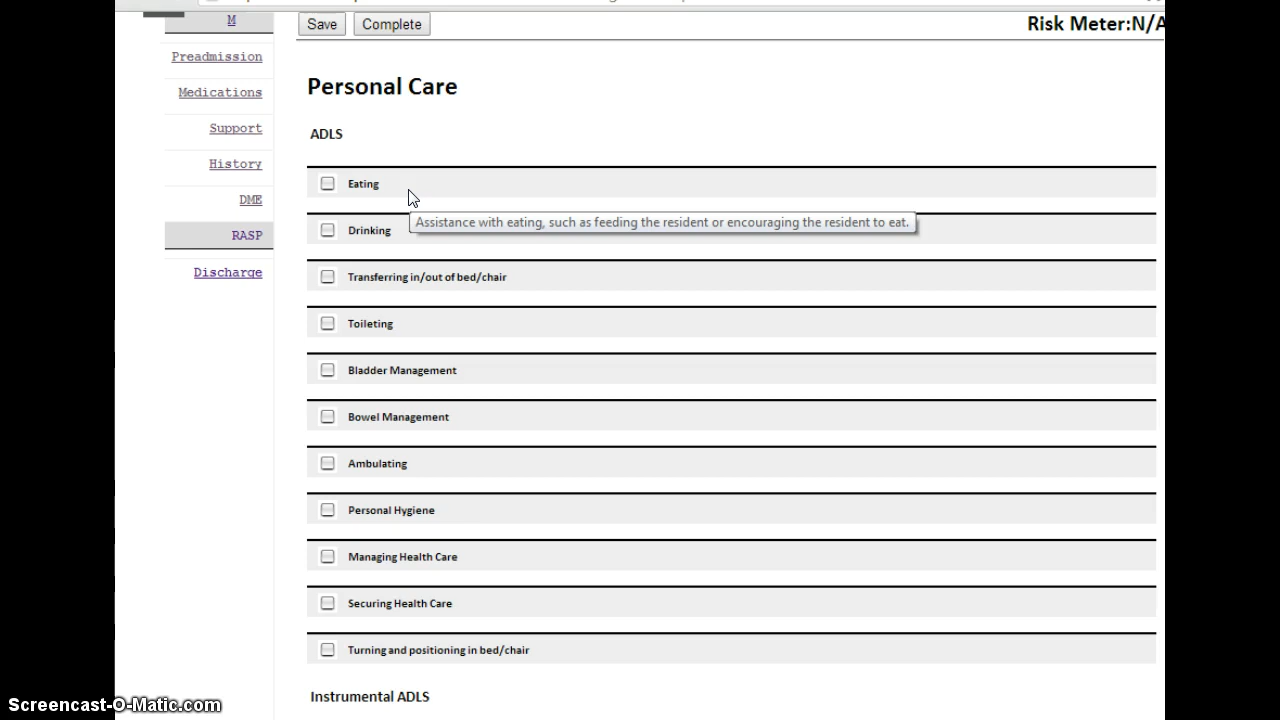 M
Save
Complete
Risk Meter:N/A
Preadmission
Medications
Support
History
DME
RASP
Discharge
Personal Care
ADLS
Eating
Assistance with eating, such as feeding the resident or encouraging the resident to eat.
Drinking
Transferring in/out of bed/chair
Toileting
Bladder Management
Bowel Management
Ambulating
Personal Hygiene
Managing Health Care
Securing Health Care
Turning and positioning in bed/chair
Instrumental ADLS
Screencast-O-Matic.com